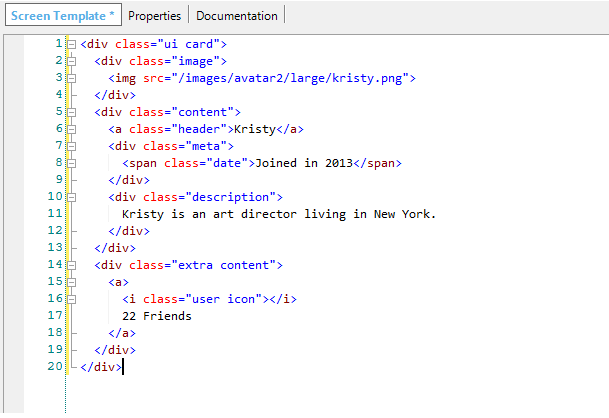 Screen Template * Properties Documentation
1 <div class="ui card">
2   <div class="image">
3     <img src="/images/avatar2/large/kristy.png">
4   </div>
5   <div class="content">
6     <a class="header">Kristy</a>
7     <div class="meta">
8       <span class="date">Joined in 2013</span>
9     </div>
10     <div class="description">
11       Kristy is an art director living in New York.
12     </div>
13   </div>
14   <div class="extra content">
15     <a>
16       <i class="user icon"></i>
17       22 Friends
18     </a>
19   </div>
20 </div>